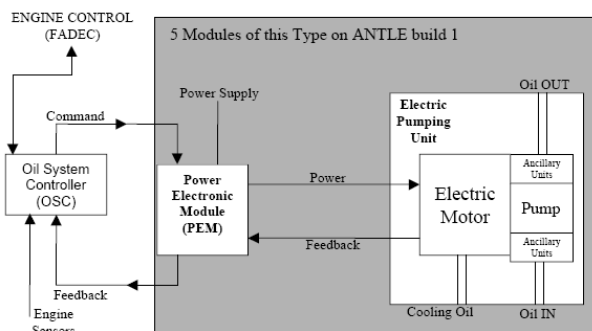 ENGINE CONTROL
(FADEC)
5 Modules of this Type on ANTLE build 1
Command
Power Supply
Oil OUT
Electric
Pumping
Unit
Oil System
Controller
(OSC)
Power
Electronic
Module
(PEM)
Power
Feedback
Electric
Motor
Ancillary
Units
Pump
Ancillary
Units
Feedback
Engine
Sensors
Cooling Oil
Oil IN